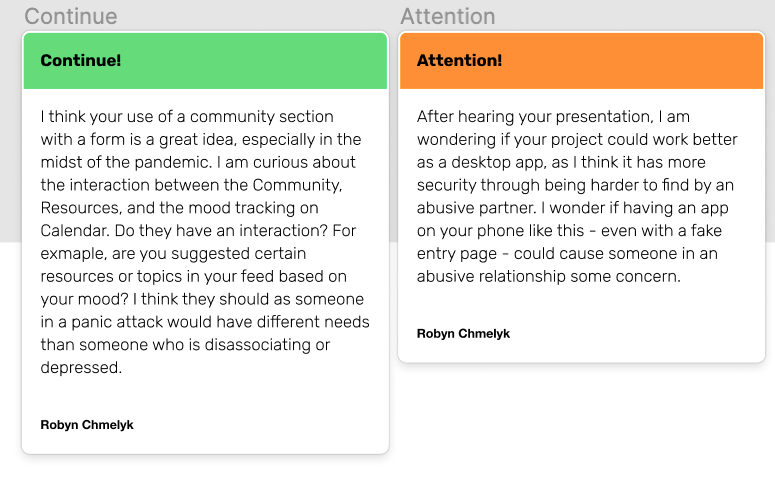 Continue
Continue!
I think your use of a community section
with a form is a great idea, especially in the
midst of the pandemic. I am curious about
the interaction between the Community,
Resources, and the mood tracking on
Calendar. Do they have an interaction? For
exmaple, are you suggested certain
resources or topics in your feed based on
your mood? I think they should as someone
in a panic attack would have different needs
than someone who is disassociating or
depressed.
Robyn Chmelyk
Attention
Attention!
After hearing your presentation, I am
wondering if your project could work better
as a desktop app, as I think it has more
security through being harder to find by an
abusive partner. I wonder if having an app
on your phone like this - even with a fake
entry page - could cause someone in an
abusive relationship some concern.
Robyn Chmelyk